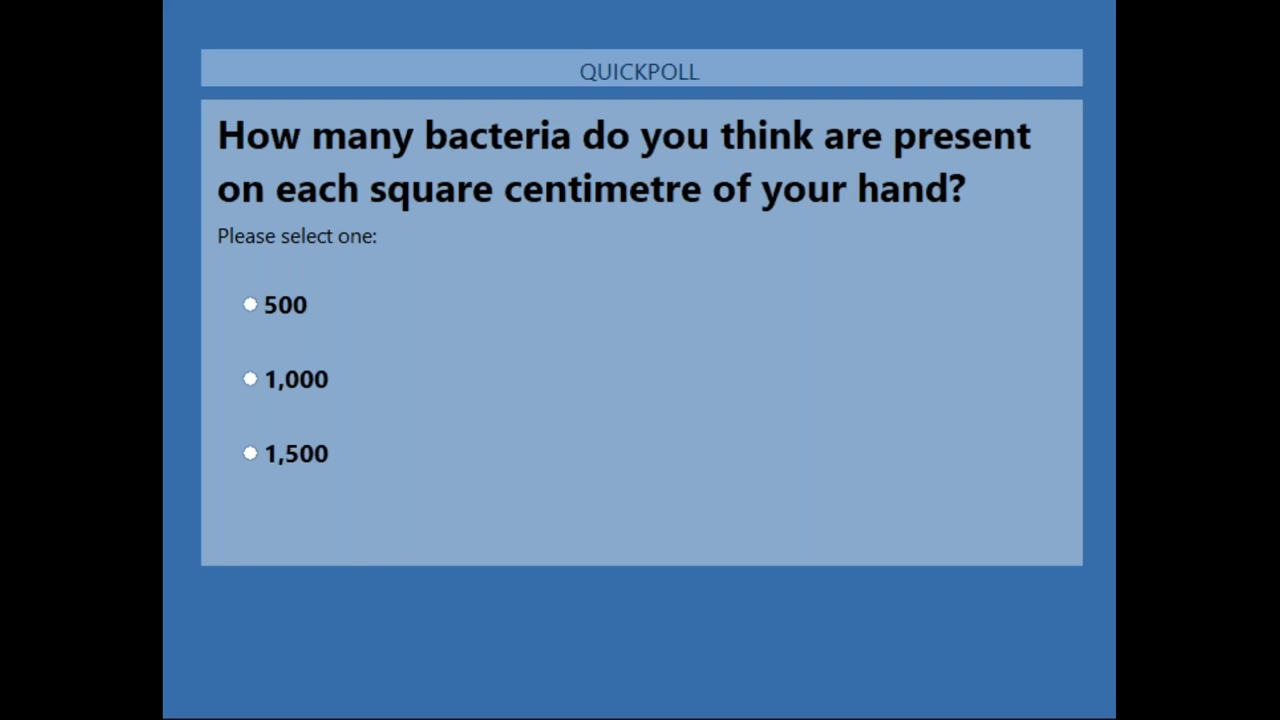 QUICKPOLL
How many bacteria do you think are present
on each square centimetre of your hand?
Please select one:
500
1,000
1,500